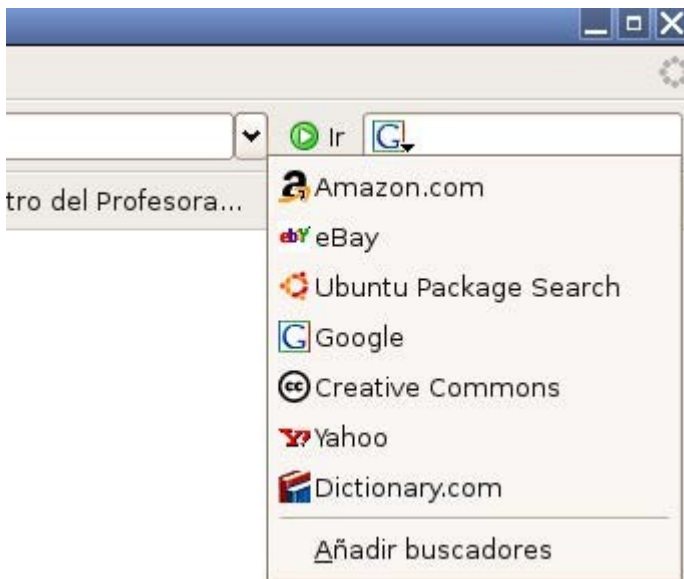 Ir
tro del Profesora...
Amazon.com
eBay
Ubuntu Package Search
Google
Creative Commons
Yahoo
Dictionary.com
Añadir buscadores